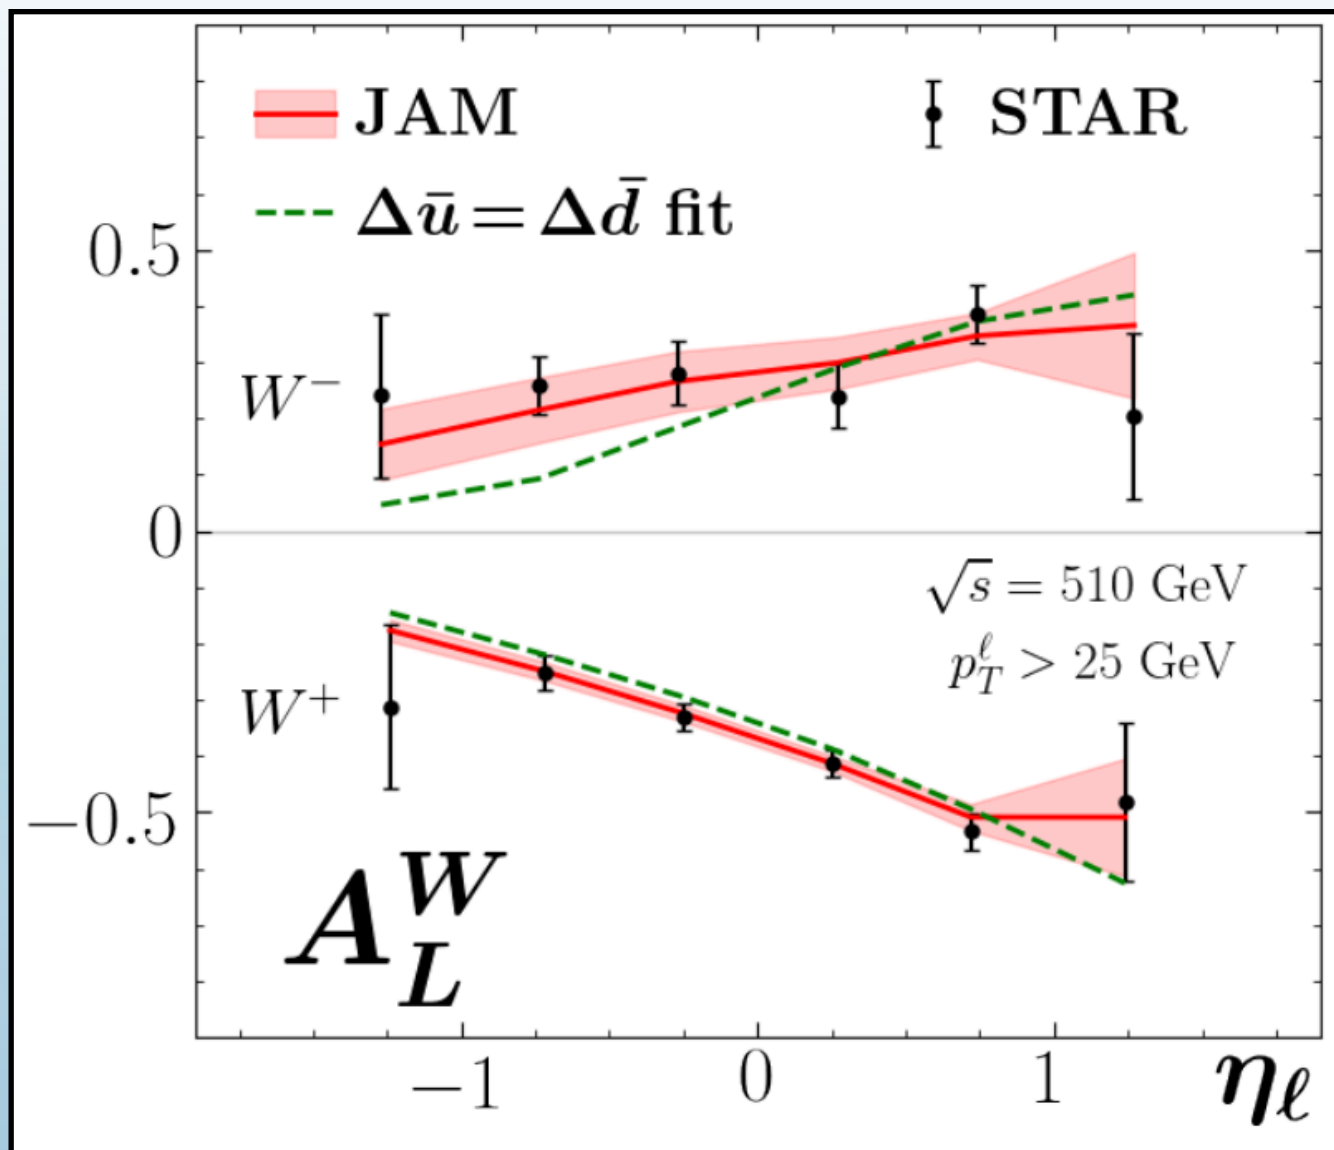 JAM
STAR
Δū = Δd̄ fit
0.5
W⁻
0
√s = 510 GeV
p_T^ℓ > 25 GeV
W⁺
−0.5
A_L^W
−1 0 1 η_ℓ